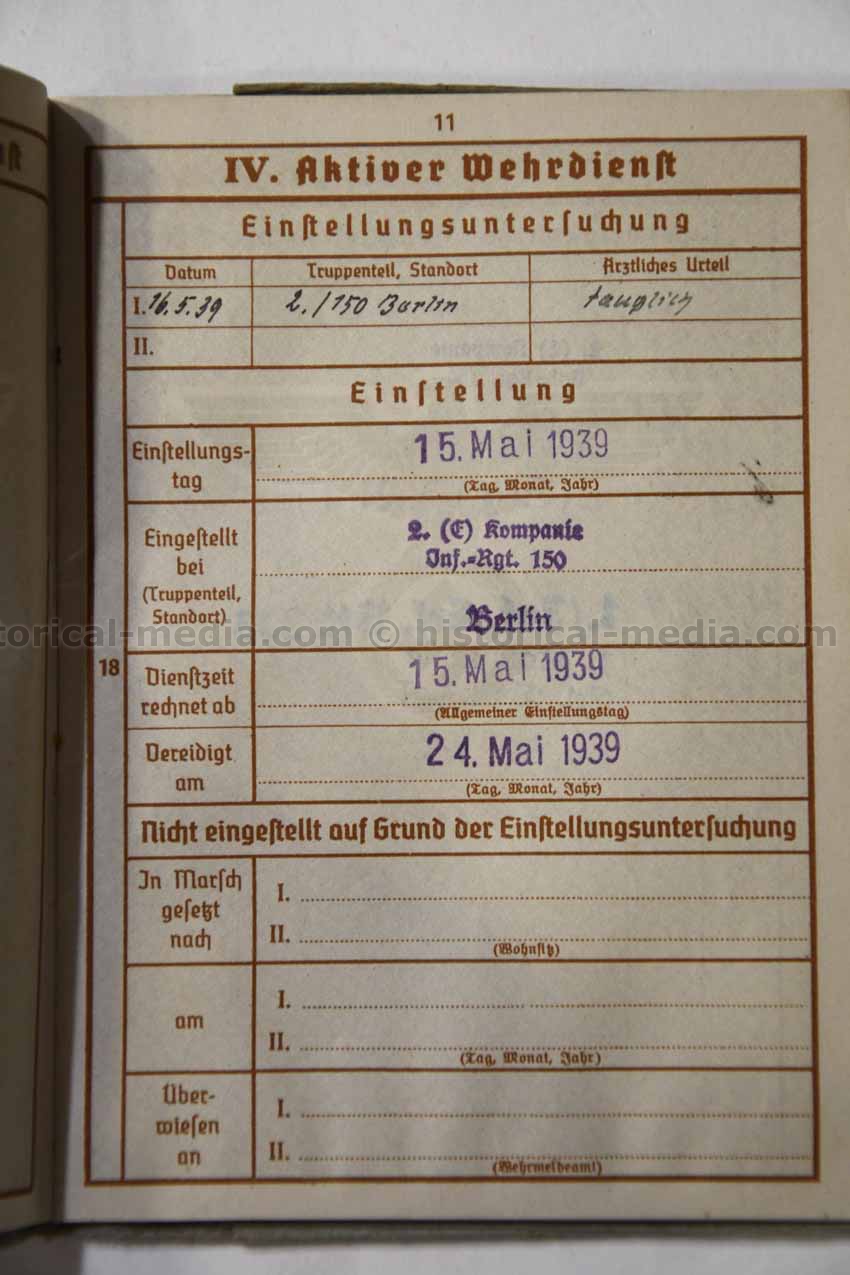 11
IV. Aktiver Wehrdienst
Einstellungsuntersuchung
Datum Truppenteil, Standort Ärztliches Urteil
I. 16.5.39 2./150 Berlin tauglich
II.
Einstellung
Einstellungs-
tag
15. Mai 1939
(Tag, Monat, Jahr)
Eingestellt
bei
(Truppenteil,
Standort)
2. (E) Kompanie
Inf.-Rgt. 150
Berlin
historical-media.com © historical-media.com
18
Dienstzeit
rechnet ab
15. Mai 1939
(Allgemeiner Einstellungstag)
Vereidigt
am
24. Mai 1939
(Tag, Monat, Jahr)
Nicht eingestellt auf Grund der Einstellungsuntersuchung
In Marsch
gesetzt
nach
I.
II.
(Wohnsitz)
am
I.
II.
(Tag, Monat, Jahr)
Über-
wiesen
an
I.
II.
(Wehrmeldeamt)